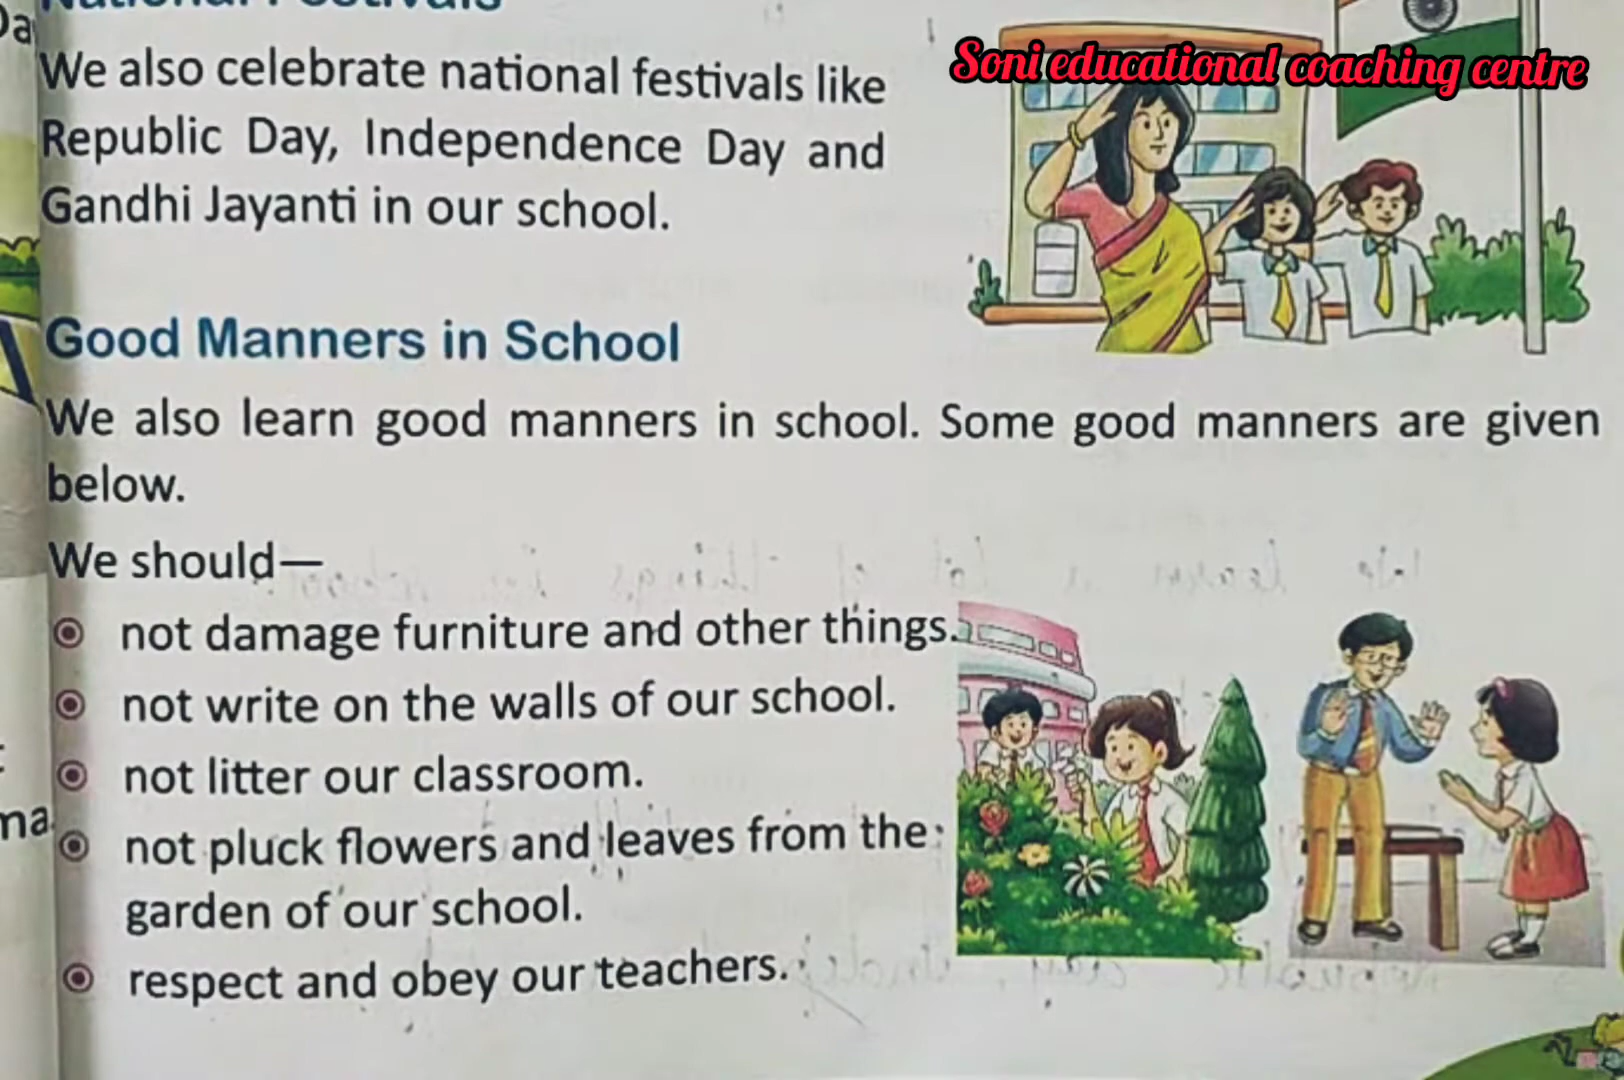 National Festivals
Soni educational coaching centre
We also celebrate national festivals like
Republic Day, Independence Day and
Gandhi Jayanti in our school.
Good Manners in School
We also learn good manners in school. Some good manners are given
below.
We should—
not damage furniture and other things.
not write on the walls of our school.
not litter our classroom.
not pluck flowers and leaves from the
garden of our school.
respect and obey our teachers.